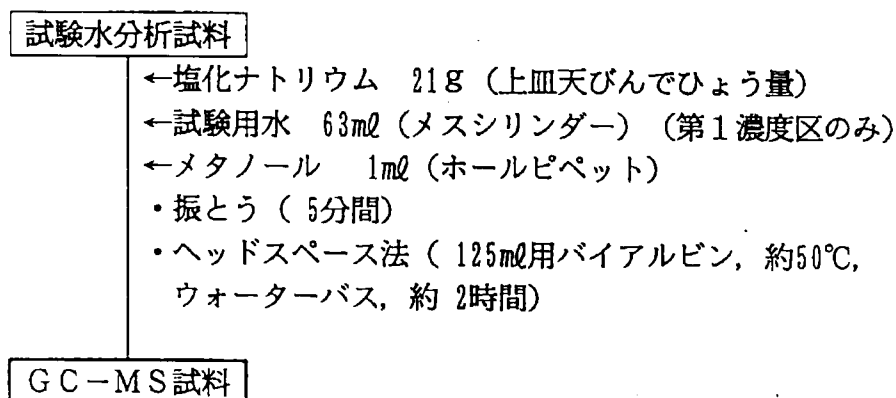 試験水分析試料
←塩化ナトリウム 21g（上皿天びんでひょう量）
←試験用水 63mℓ（メスシリンダー）（第1濃度区のみ）
←メタノール 1mℓ（ホールピペット）
・振とう（ 5分間）
・ヘッドスペース法（ 125mℓ用バイアルビン，約50℃，
ウォーターバス，約 2時間）
ＧＣ－ＭＳ試料